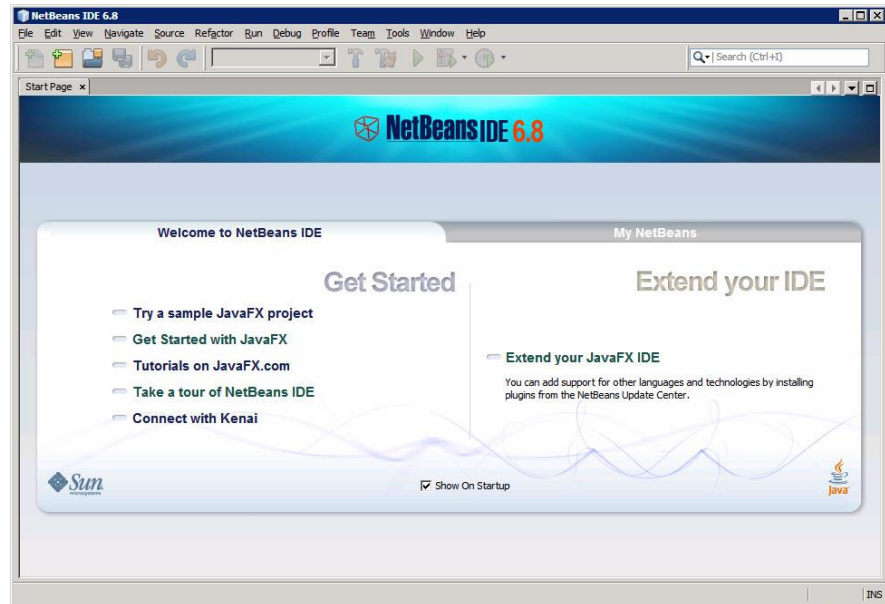 NetBeans IDE 6.8
File Edit View Navigate Source Refactor Run Debug Profile Team Tools Window Help
Search (Ctrl+I)
Start Page
NetBeans IDE 6.8
Welcome to NetBeans IDE
My NetBeans
Get Started
Extend your IDE
Try a sample JavaFX project
Get Started with JavaFX
Tutorials on JavaFX.com
Take a tour of NetBeans IDE
Connect with Kenai
Extend your JavaFX IDE
You can add support for other languages and technologies by installing
plugins from the NetBeans Update Center.
Sun
microsystems
Show On Startup
Java
INS